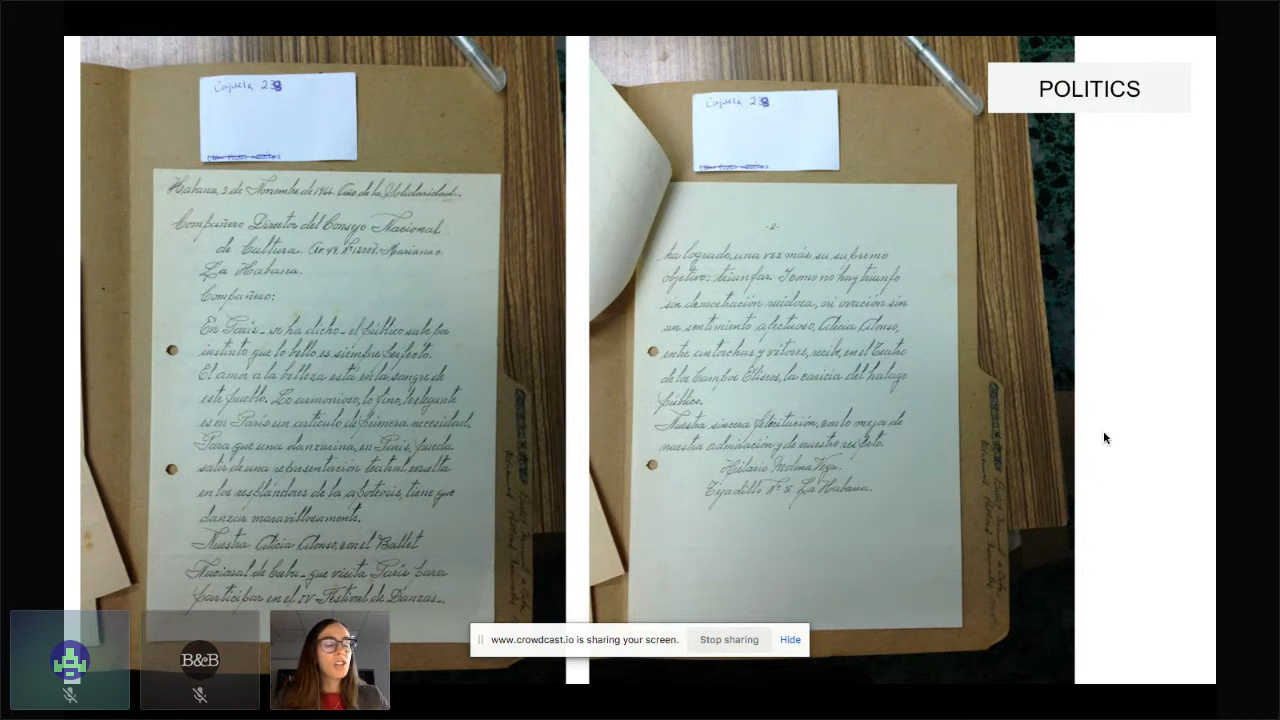 POLITICS
Cajuela 238
Habana, 3 de Noviembre de 1966. Año de la Solidaridad.
Compañero Director del Consejo Nacional
de Cultura. Marianao.
La Habana.
Compañero:
En París – se ha dicho – el público sabe por
instinto que lo bello es siempre perfecto.
El amor a la belleza está en la sangre de
este pueblo. Lo armonioso, lo fino, lo elegante
es en París un artículo de primera necesidad.
Para que una danzarina, en París, pueda
salir de una representación teatral envuelta
en los resplandores de la apoteosis, tiene que
danzar maravillosamente.
Nuestra Alicia Alonso, con el Ballet
Nacional de Cuba – que visita París para
participar en el IV Festival de Danzas –,
Cajuela 238
-2-
ha logrado, una vez más su supremo
objetivo: triunfar. Y como no hay triunfo
sin demostración ruidosa, ni ovación sin
un sentimiento afectuoso, Alicia Alonso,
entre antorchas y vítores, recibe, en el Teatro
de los Campos Elíseos, la caricia del halago
público.
Nuestra sincera felicitación, con lo mejor de
nuestra admiración y de nuestro respeto.
Hilario Molina Vega.
Tejadillo Nº 5 La Habana.
B&B
www.crowdcast.io is sharing your screen.
Stop sharing
Hide